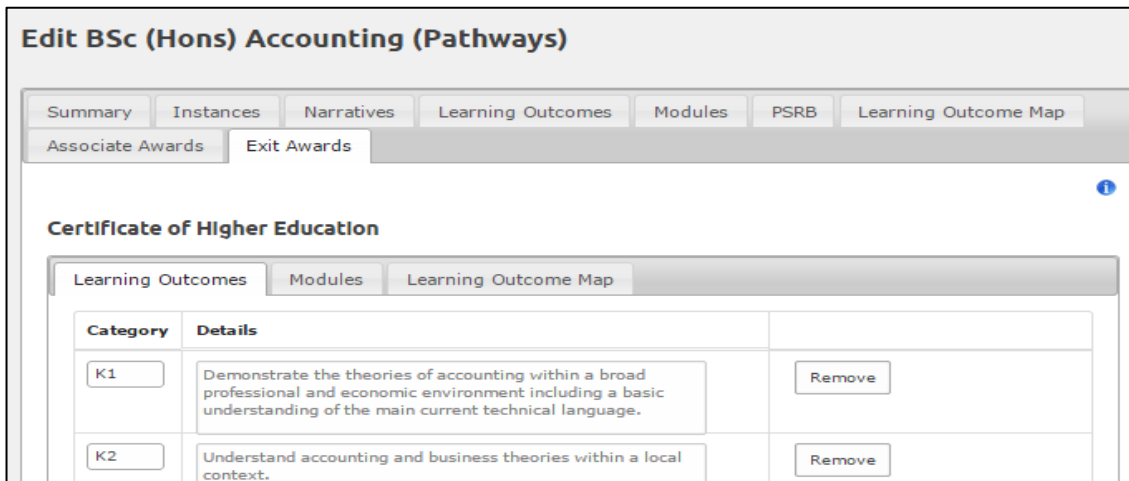 Edit BSc (Hons) Accounting (Pathways)
Summary Instances Narratives Learning Outcomes Modules PSRB Learning Outcome Map
Associate Awards Exit Awards
i
Certificate of Higher Education
Learning Outcomes Modules Learning Outcome Map
Category Details
K1 Demonstrate the theories of accounting within a broad Remove
professional and economic environment including a basic
understanding of the main current technical language.
K2 Understand accounting and business theories within a local Remove
context.